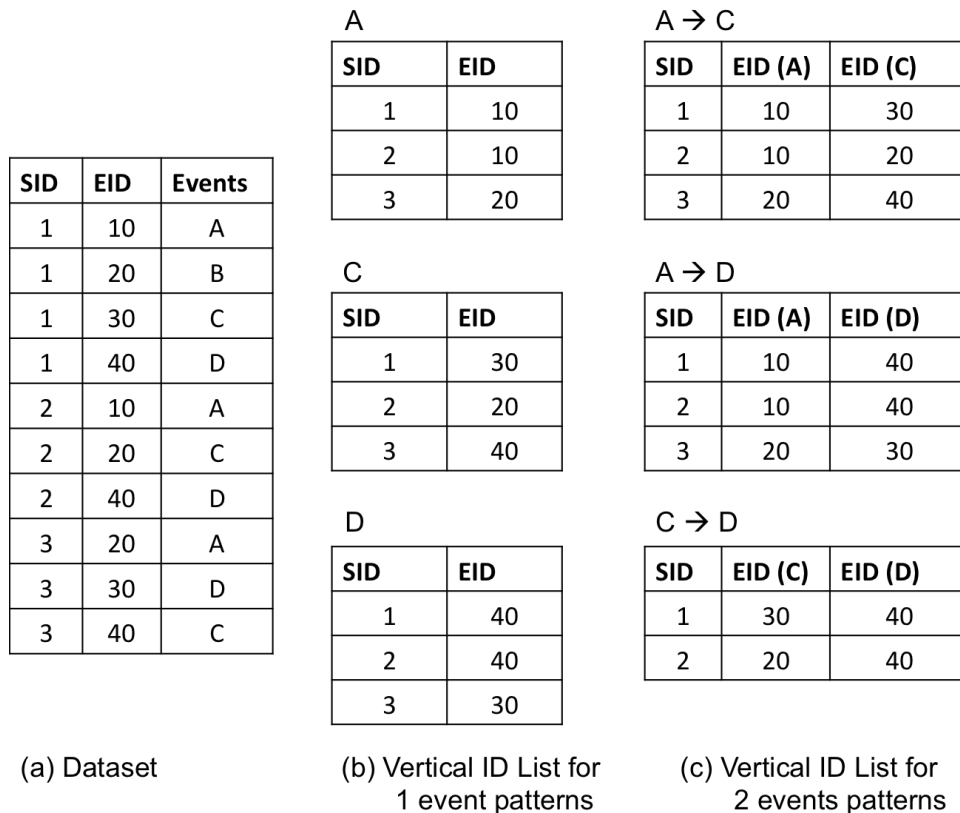 SID EID Events
1 10 A
1 20 B
1 30 C
1 40 D
2 10 A
2 20 C
2 40 D
3 20 A
3 30 D
3 40 C
(a) Dataset
A
SID EID
1 10
2 10
3 20
C
SID EID
1 30
2 20
3 40
D
SID EID
1 40
2 40
3 30
(b) Vertical ID List for
1 event patterns
A → C
SID EID (A) EID (C)
1 10 30
2 10 20
3 20 40
A → D
SID EID (A) EID (D)
1 10 40
2 10 40
3 20 30
C → D
SID EID (C) EID (D)
1 30 40
2 20 40
(c) Vertical ID List for
2 events patterns